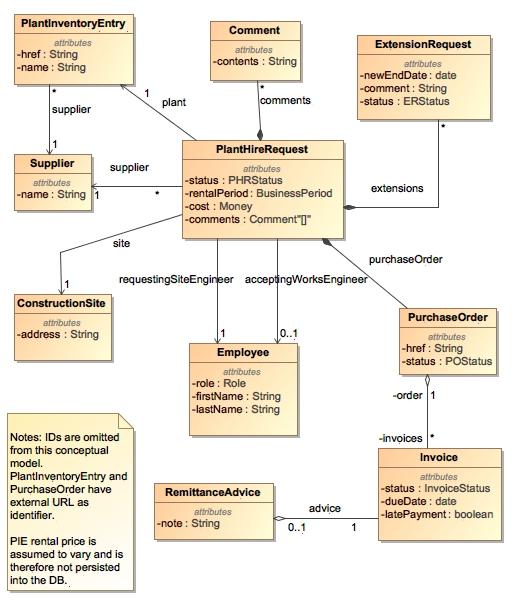 PlantInventoryEntry
attributes
-href : String
-name : String
Comment
attributes
-contents : String
ExtensionRequest
attributes
-newEndDate : date
-comment : String
-status : ERStatus
*
supplier
1
1
plant
*
comments
*
extensions
Supplier
attributes
-name : String
supplier
1
*
PlantHireRequest
attributes
-status : PHRStatus
-rentalPeriod : BusinessPeriod
-cost : Money
-comments : Comment"[]"
site
1
requestingSiteEngineer
1
acceptingWorksEngineer
0..1
purchaseOrder
ConstructionSite
attributes
-address : String
Employee
attributes
-role : Role
-firstName : String
-lastName : String
PurchaseOrder
attributes
-href : String
-status : POStatus
-order
1
-invoices
*
Notes: IDs are omitted
from this conceptual
model.
PlantInventoryEntry and
PurchaseOrder have
external URL as
identifier.
PIE rental price is
assumed to vary and is
therefore not persisted
into the DB.
RemittanceAdvice
attributes
-note : String
advice
0..1
1
Invoice
attributes
-status : InvoiceStatus
-dueDate : date
-latePayment : boolean